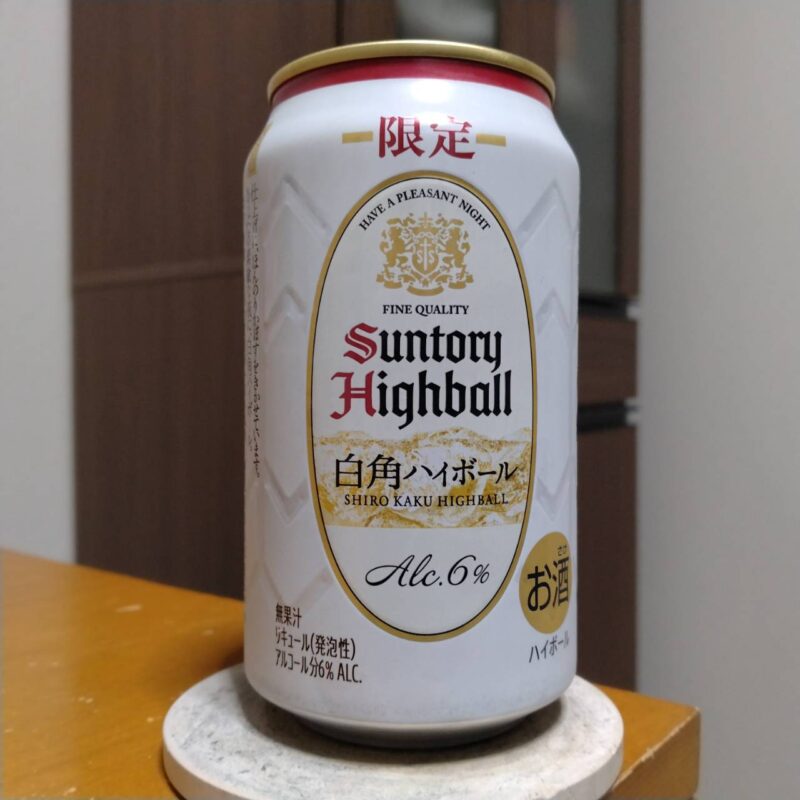 限定
HAVE A PLEASANT NIGHT
FINE QUALITY
Suntory
Highball
白角ハイボール
SHIRO KAKU HIGHBALL
Alc.6%
さけ
お酒
ハイボール
無果汁
リキュール(発泡性)
アルコール分6% ALC.